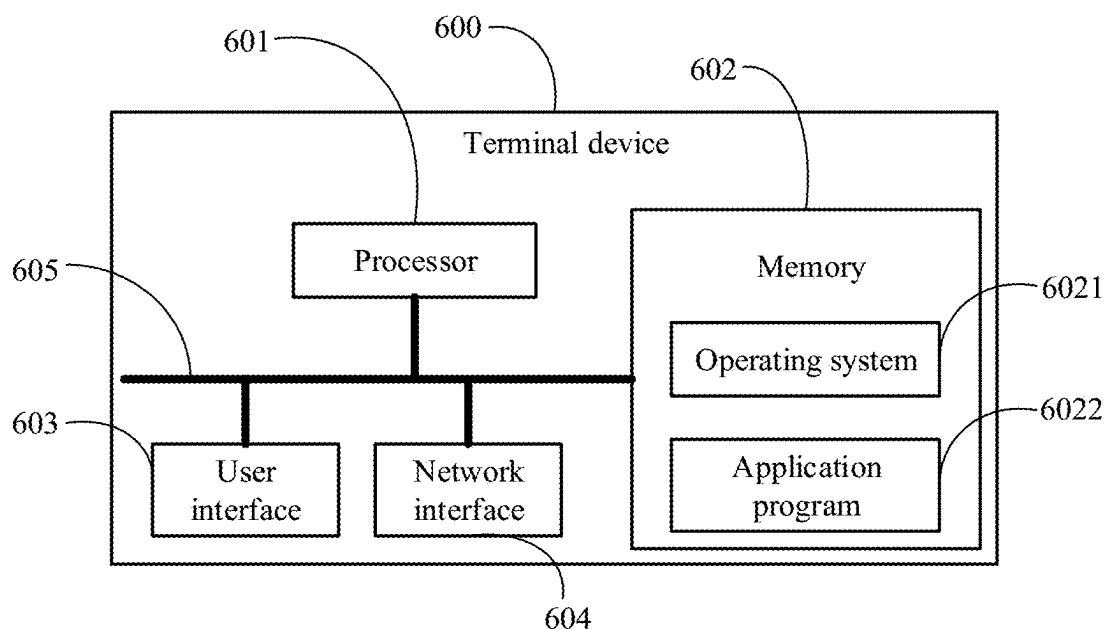 600
601
602
Terminal device
Processor
Memory
605
6021
Operating system
603
6022
User
interface
Network
interface
Application
program
604